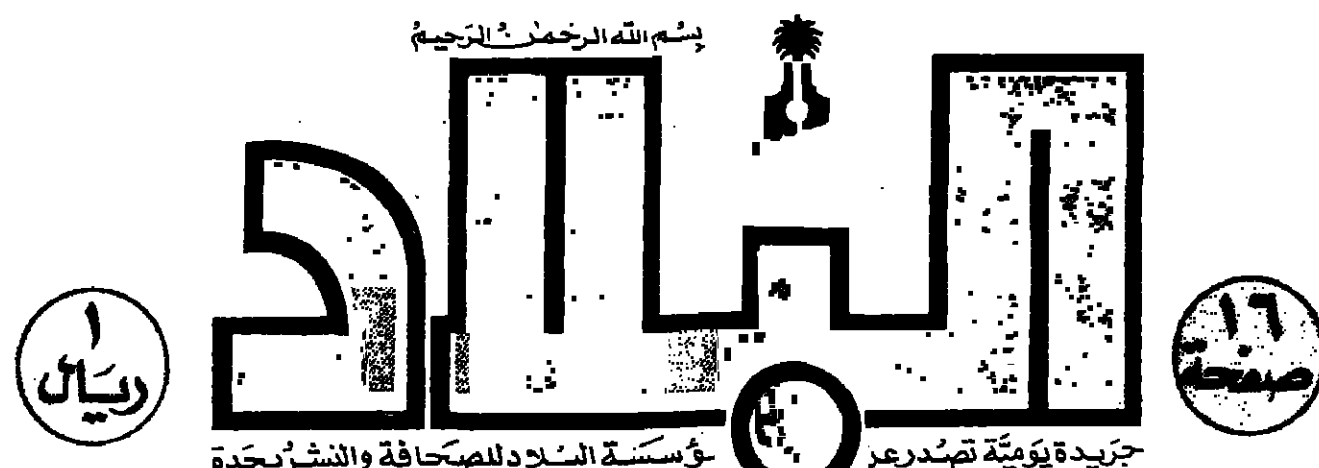 بسم الله الرحمن الرحيم
البلاد
١٦
صفحة
١
ريال
جريدة يومية تصدر عن مؤسسة البلاد للصحافة والنشر بجدة